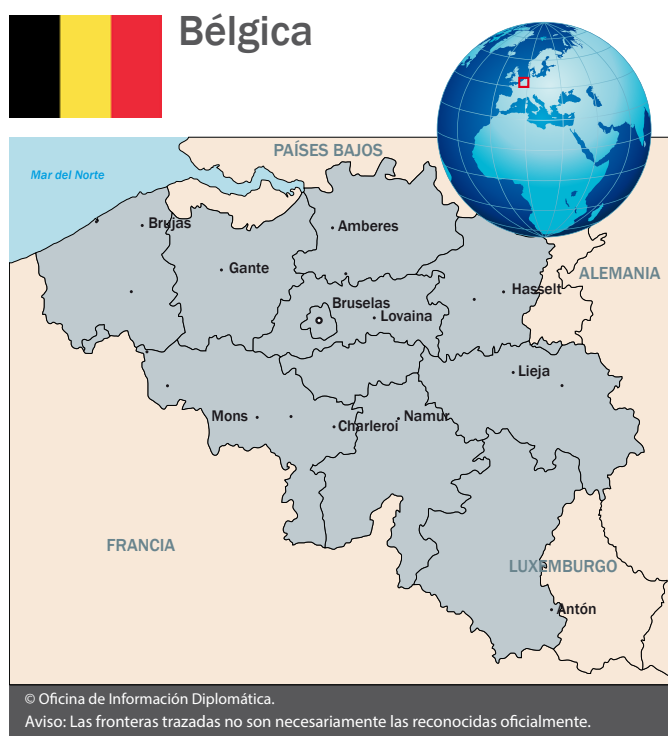 Bélgica
PAÍSES BAJOS
Mar del Norte
Brujas
Amberes
Gante
ALEMANIA
Hasselt
Bruselas
Lovaina
Lieja
Mons
Namur
Charleroi
FRANCIA
LUXEMBURGO
Antón
© Oficina de Información Diplomática.
Aviso: Las fronteras trazadas no son necesariamente las reconocidas oficialmente.